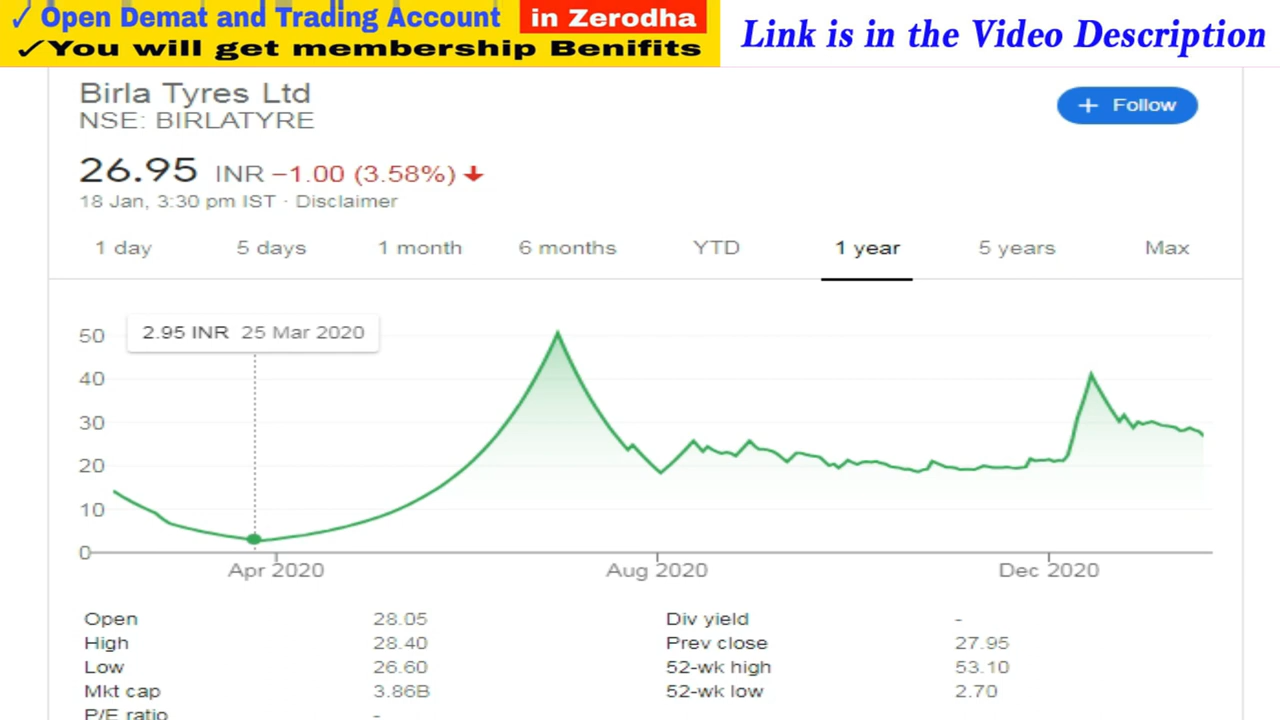 ✓ Open Demat and Trading Account in Zerodha
✓You will get membership Benifits
Link is in the Video Description
Birla Tyres Ltd
NSE: BIRLATYRE
+ Follow
26.95 INR −1.00 (3.58%) ↓
18 Jan, 3:30 pm IST · Disclaimer
1 day 5 days 1 month 6 months YTD 1 year 5 years Max
2.95 INR 25 Mar 2020
50
40
30
20
10
0
Apr 2020 Aug 2020 Dec 2020
Open 28.05 Div yield -
High 28.40 Prev close 27.95
Low 26.60 52-wk high 53.10
Mkt cap 3.86B 52-wk low 2.70
P/E ratio -